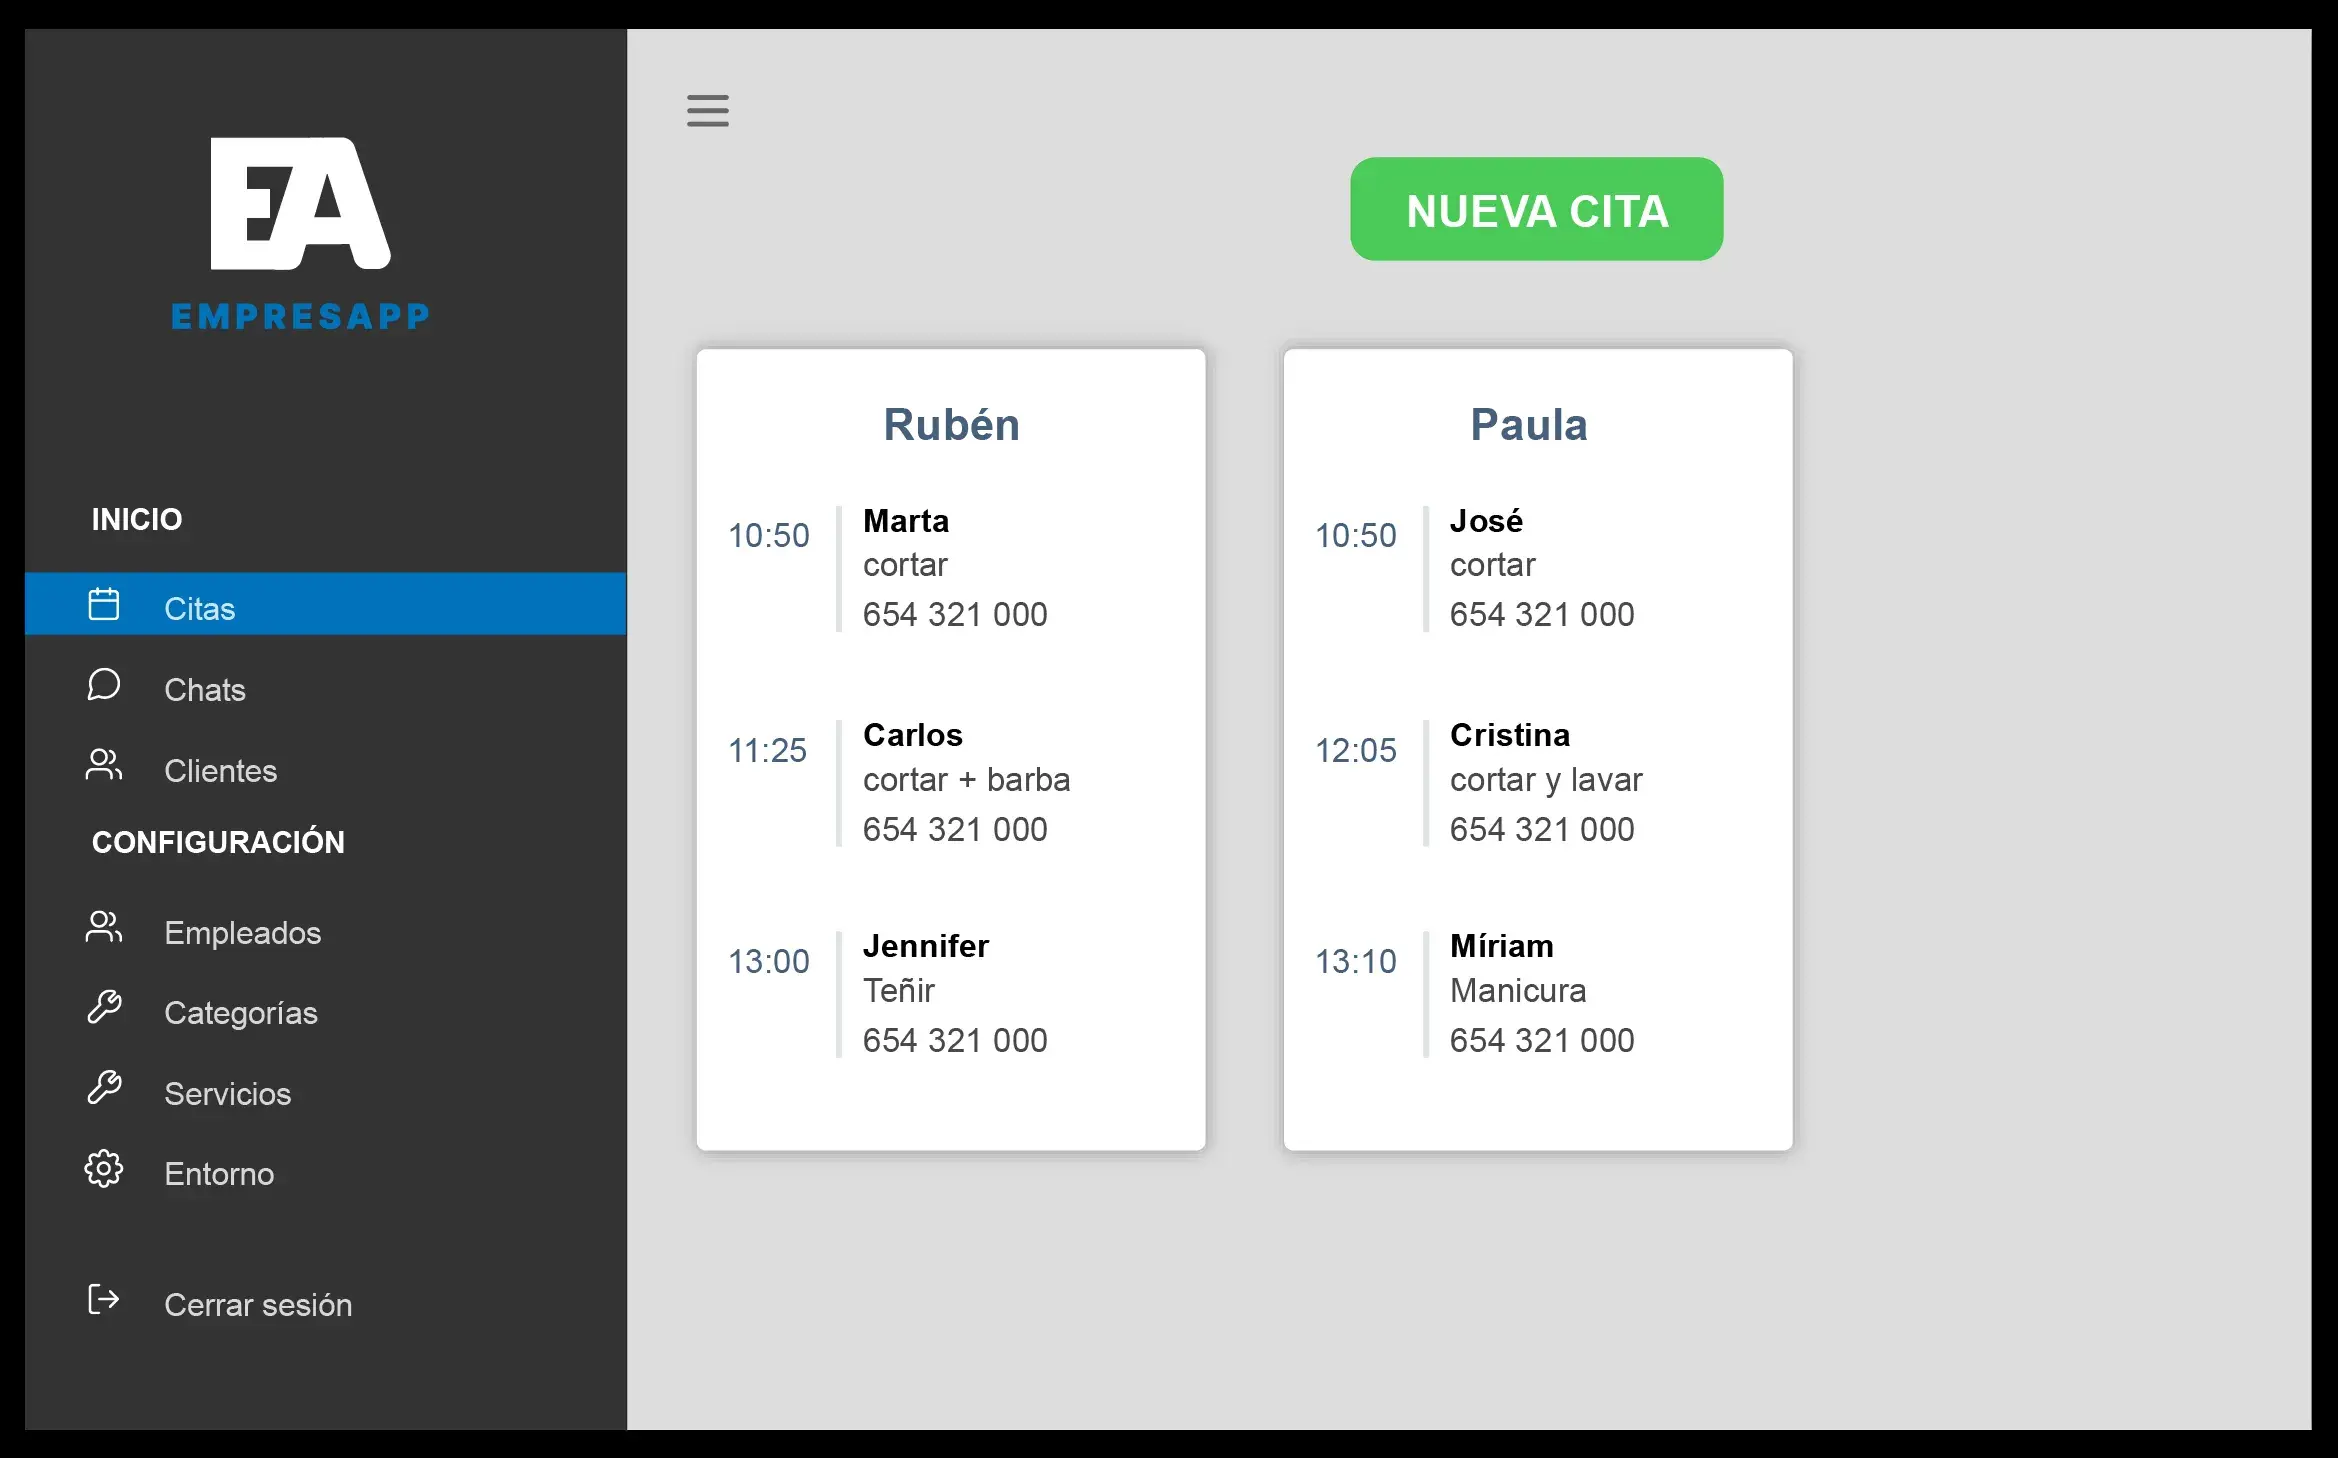 EA
EMPRESAPP
INICIO
Citas
Chats
Clientes
CONFIGURACIÓN
Empleados
Categorías
Servicios
Entorno
Cerrar sesión
NUEVA CITA
Rubén
10:50
Marta
cortar
654 321 000
11:25
Carlos
cortar + barba
654 321 000
13:00
Jennifer
Teñir
654 321 000
Paula
10:50
José
cortar
654 321 000
12:05
Cristina
cortar y lavar
654 321 000
13:10
Míriam
Manicura
654 321 000